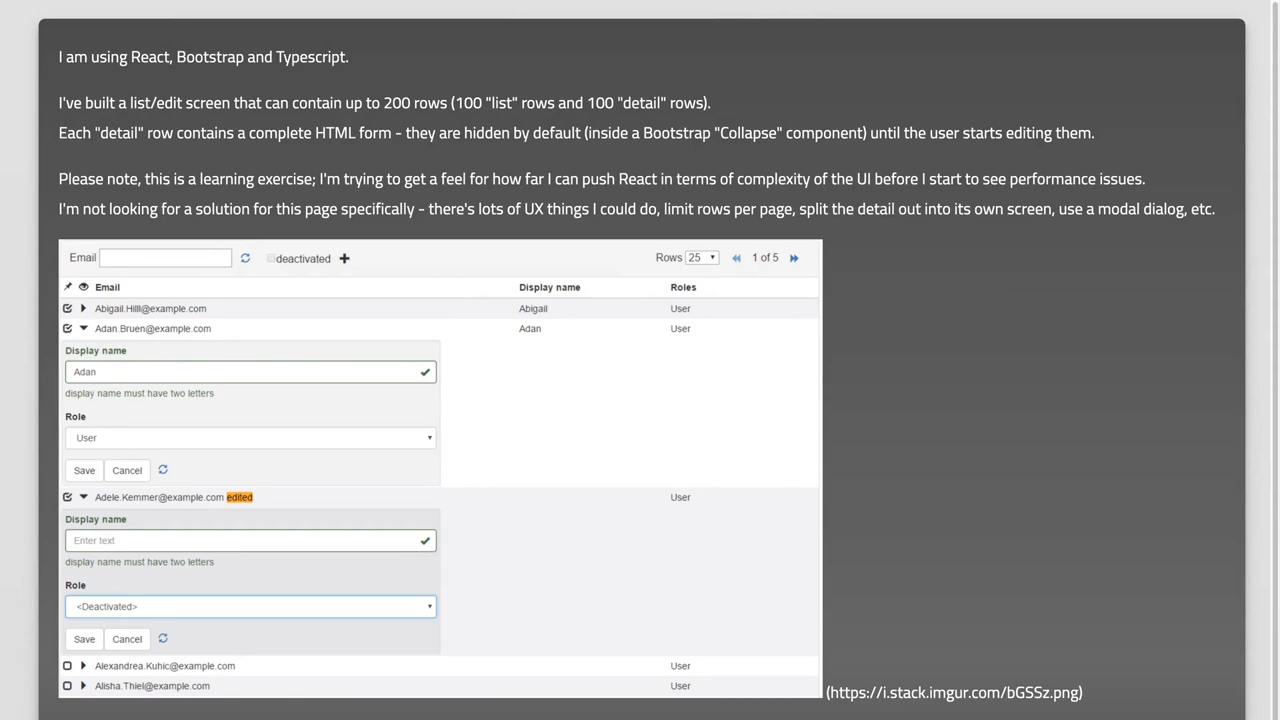 I am using React, Bootstrap and Typescript.
I've built a list/edit screen that can contain up to 200 rows (100 "list" rows and 100 "detail" rows).
Each "detail" row contains a complete HTML form - they are hidden by default (inside a Bootstrap "Collapse" component) until the user starts editing them.
Please note, this is a learning exercise; I'm trying to get a feel for how far I can push React in terms of complexity of the UI before I start to see performance issues.
I'm not looking for a solution for this page specifically - there's lots of UX things I could do, limit rows per page, split the detail out into its own screen, use a modal dialog, etc.
Email deactivated Rows 25 1 of 5
Email Display name Roles
Abigail.Hilll@example.com Abigail User
Adan.Bruen@example.com Adan User
Display name
Adan
display name must have two letters
Role
User
Save Cancel
Adele.Kemmer@example.com edited User
Display name
Enter text
display name must have two letters
Role
<Deactivated>
Save Cancel
Alexandrea.Kuhic@example.com User
Alisha.Thiel@example.com User
(https://i.stack.imgur.com/bGSSz.png)